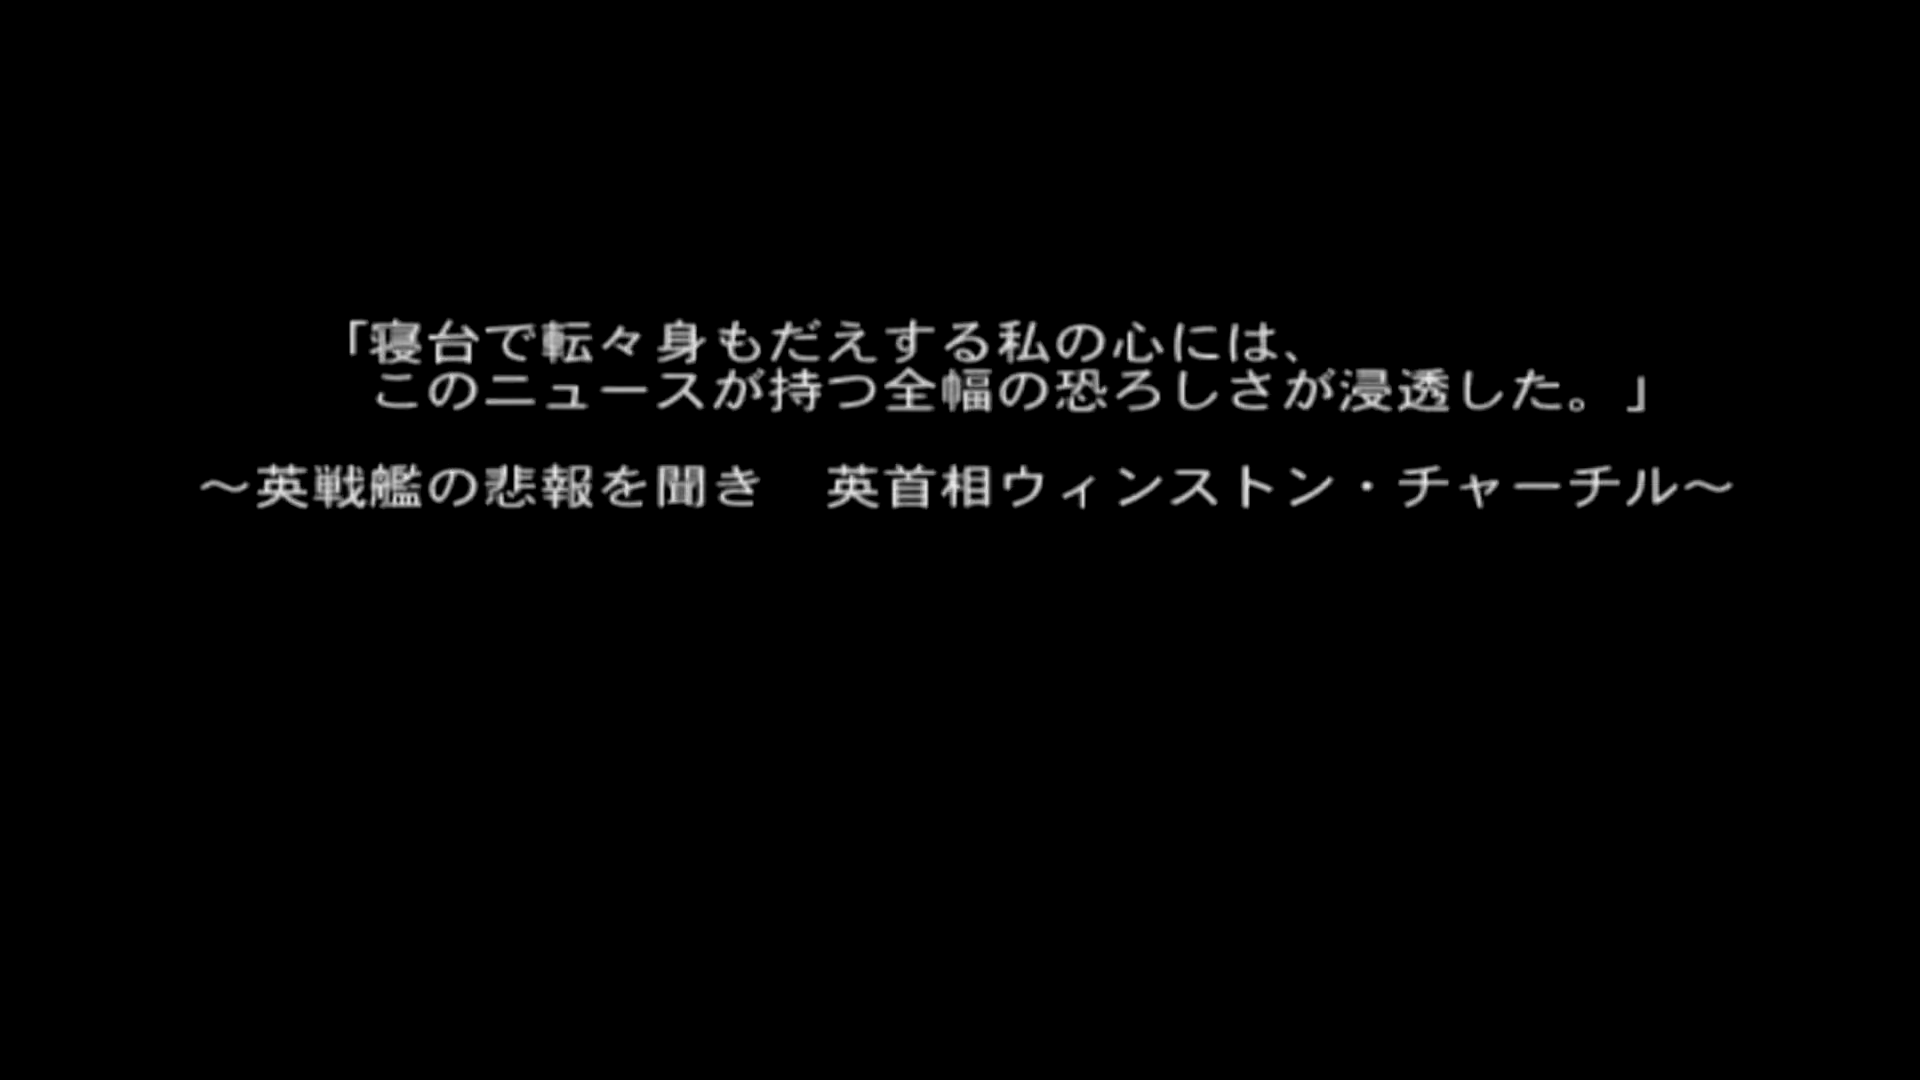 「寝台で転々身もだえする私の心には、
このニュースが持つ全幅の恐ろしさが浸透した。」
～英戦艦の悲報を聞き　英首相ウィンストン・チャーチル～